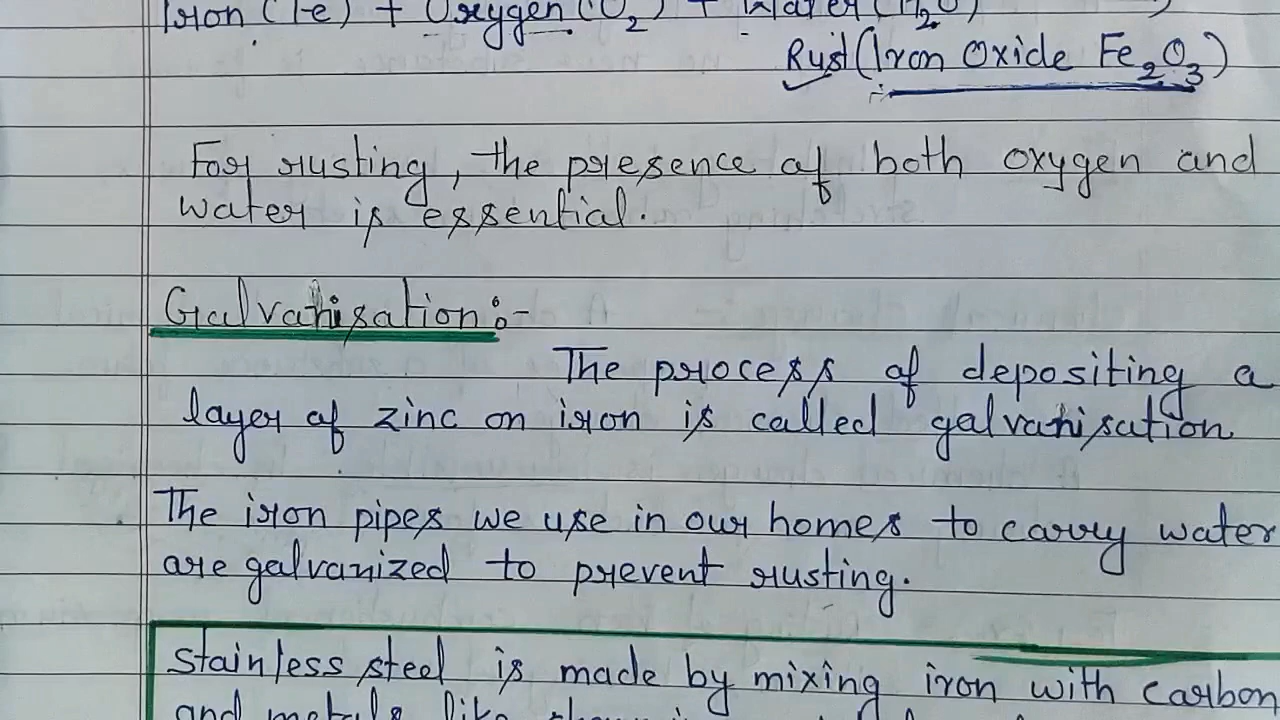 Iron (Fe) + Oxygen (O₂) + Water (H₂O)
Rust (Iron Oxide Fe₂O₃)
For rusting, the presence of both oxygen and
water is essential.
Galvanisation:-
The process of depositing a
layer of zinc on iron is called galvanisation
The iron pipes we use in our homes to carry water
are galvanized to prevent rusting.
Stainless steel is made by mixing iron with carbon
and metals like